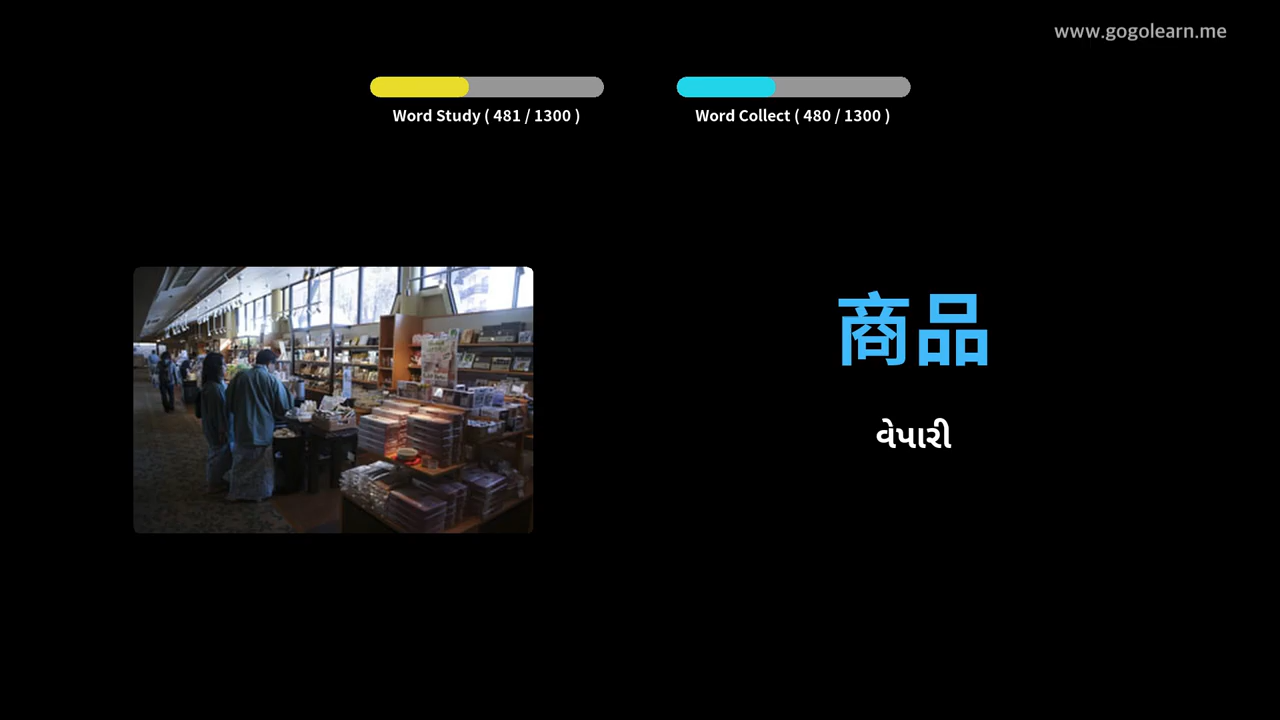 www.gogolearn.me
Word Study ( 481 / 1300 )
Word Collect ( 480 / 1300 )
商品
વેપારી